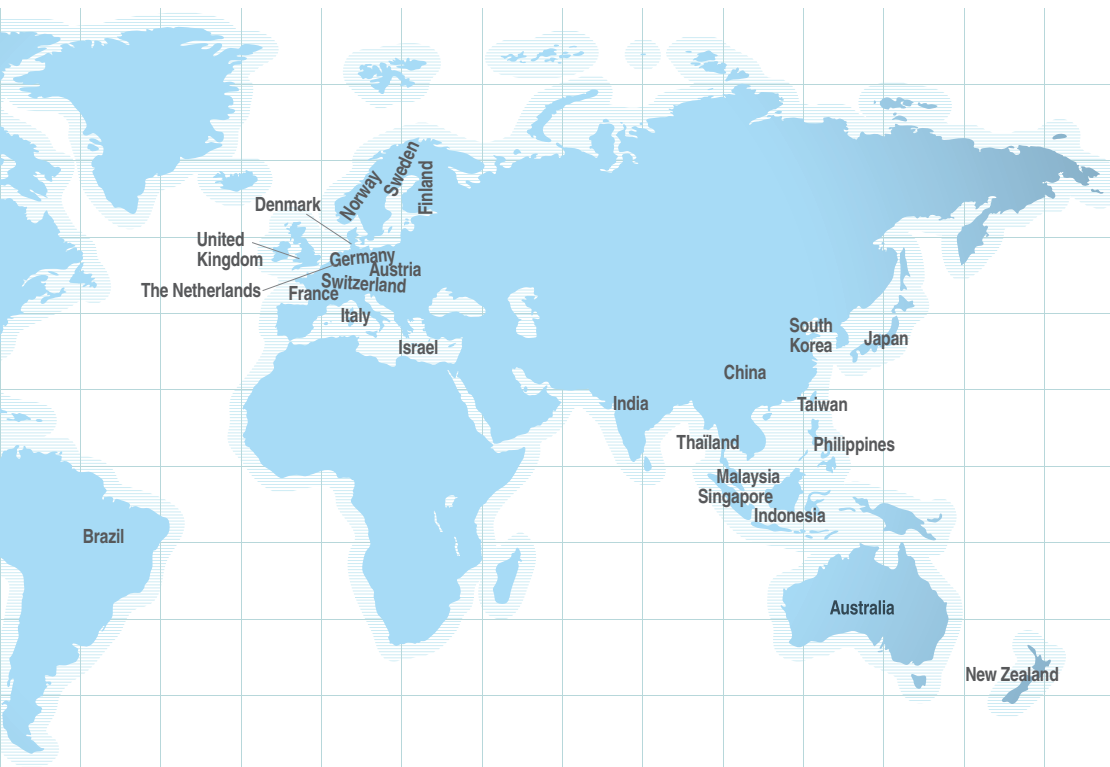 Sweden
Norway
Finland
Denmark
United
Kingdom
Germany
Austria
The Netherlands
Switzerland
France
Italy
Israel
South
Korea
Japan
China
India
Taiwan
Thaïland
Philippines
Malaysia
Singapore
Indonesia
Brazil
Australia
New Zealand